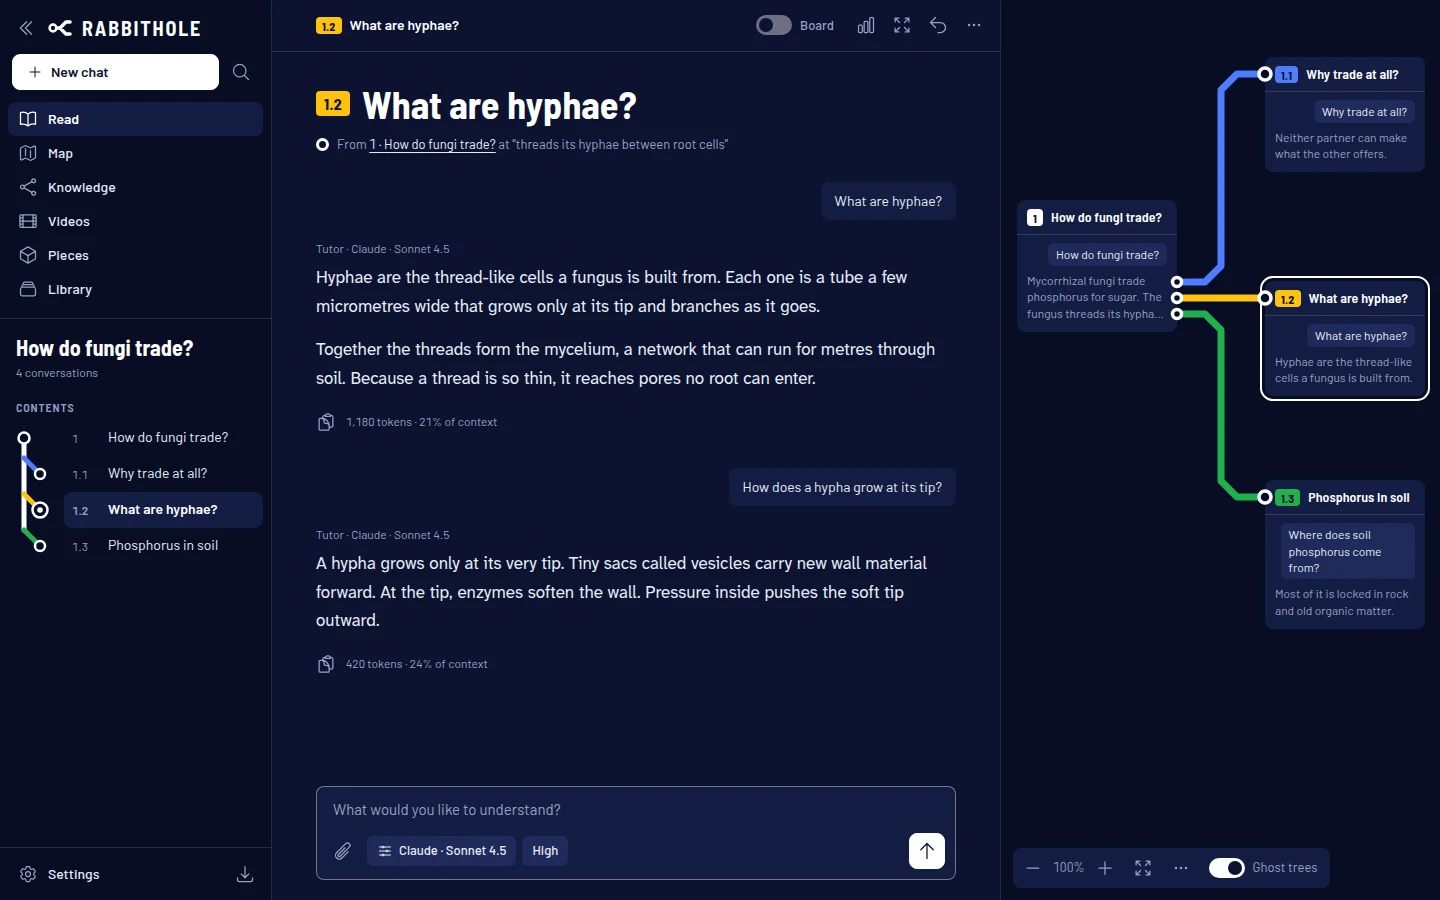 RABBITHOLE
New chat
Read
Map
Knowledge
Videos
Pieces
Library
How do fungi trade?
4 conversations
CONTENTS
1 How do fungi trade?
1.1 Why trade at all?
1.2 What are hyphae?
1.3 Phosphorus in soil
Settings
1.2 What are hyphae?
Board
1.2 What are hyphae?
From 1 · How do fungi trade? at “threads its hyphae between root cells”
What are hyphae?
Tutor · Claude · Sonnet 4.5
Hyphae are the thread-like cells a fungus is built from. Each one is a tube a few
micrometres wide that grows only at its tip and branches as it goes.
Together the threads form the mycelium, a network that can run for metres through
soil. Because a thread is so thin, it reaches pores no root can enter.
1,180 tokens · 21% of context
How does a hypha grow at its tip?
Tutor · Claude · Sonnet 4.5
A hypha grows only at its very tip. Tiny sacs called vesicles carry new wall material
forward. At the tip, enzymes soften the wall. Pressure inside pushes the soft tip
outward.
420 tokens · 24% of context
What would you like to understand?
Claude · Sonnet 4.5
High
1 How do fungi trade?
How do fungi trade?
Mycorrhizal fungi trade
phosphorus for sugar. The
fungus threads its hypha...
1.1 Why trade at all?
Why trade at all?
Neither partner can make
what the other offers.
1.2 What are hyphae?
What are hyphae?
Hyphae are the thread-like
cells a fungus is built from.
1.3 Phosphorus in soil
Where does soil
phosphorus come
from?
Most of it is locked in rock
and old organic matter.
100%
Ghost trees